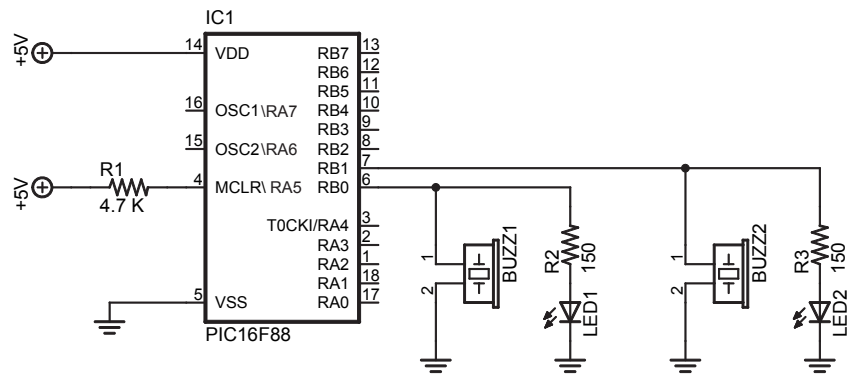 IC1
+5V
14 VDD RB7 13
RB6 12
RB5 11
16 OSC1\RA7 RB4 10
RB3 9
15 OSC2\RA6 RB2 8
RB1 7
+5V R1 4.7 K 4 MCLR\ RA5 RB0 6
T0CKI/RA4 3
RA3 2
RA2 1
RA1 18
5 VSS RA0 17
PIC16F88
1 2 BUZZ1
R2 150
LED1
1 2 BUZZ2
R3 150
LED2